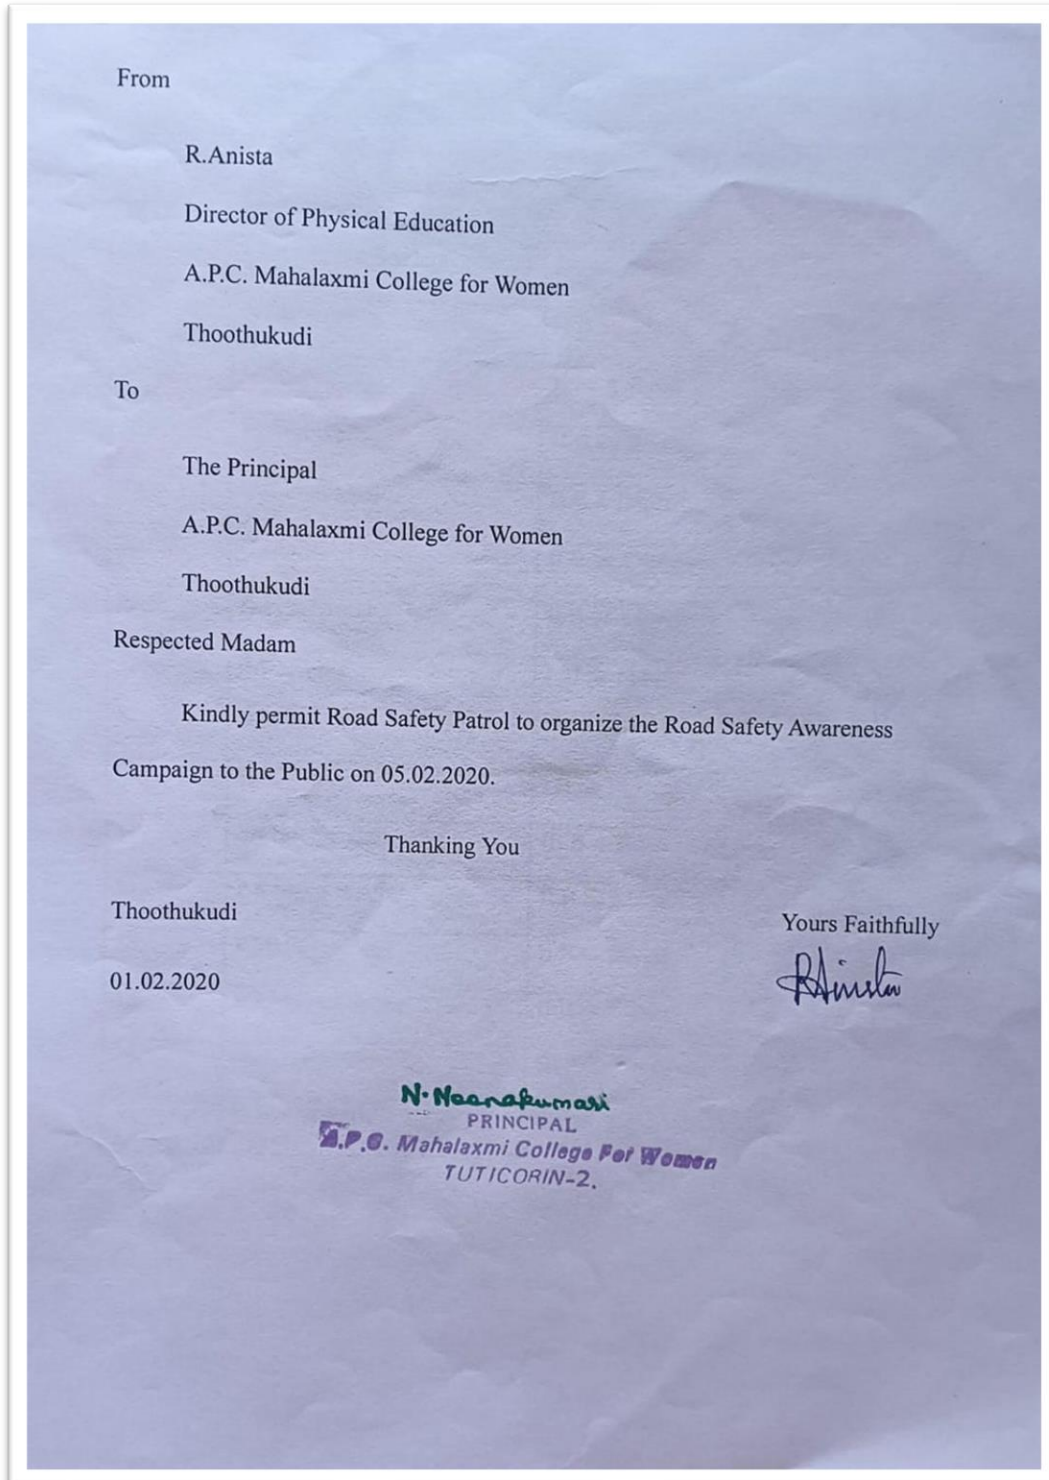 From
R.Anista
Director of Physical Education
A.P.C. Mahalaxmi College for Women
Thoothukudi
To
The Principal
A.P.C. Mahalaxmi College for Women
Thoothukudi
Respected Madam
Kindly permit Road Safety Patrol to organize the Road Safety Awareness
Campaign to the Public on 05.02.2020.
Thanking You
Thoothukudi
Yours Faithfully
01.02.2020
PRINCIPAL
A.P.C. Mahalaxmi College For Women
TUTICORIN-2.